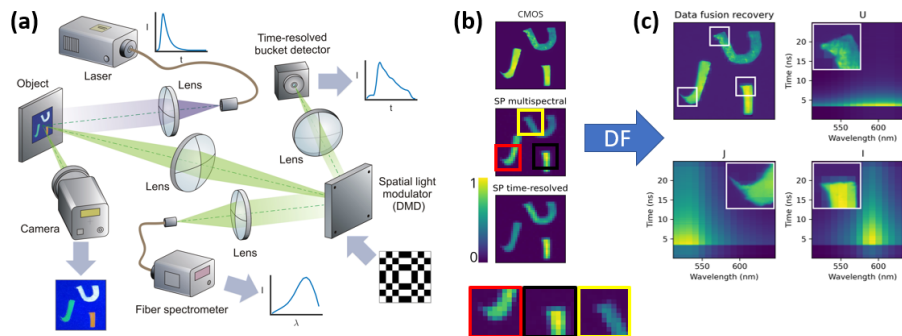 (a)
Laser
I
t
Time-resolved
bucket detector
I
t
Object
Lens
Lens
Lens
Camera
Lens
Spatial light
modulator
(DMD)
Fiber spectrometer
I
λ
(b)
CMOS
SP multispectral
SP time-resolved
1
0
DF
(c)
Data fusion recovery
U
Time (ns)
20
15
10
5
550
600
Wavelength (nm)
J
Time (ns)
20
15
10
5
550
600
Wavelength (nm)
I
Time (ns)
20
15
10
5
550
600
Wavelength (nm)